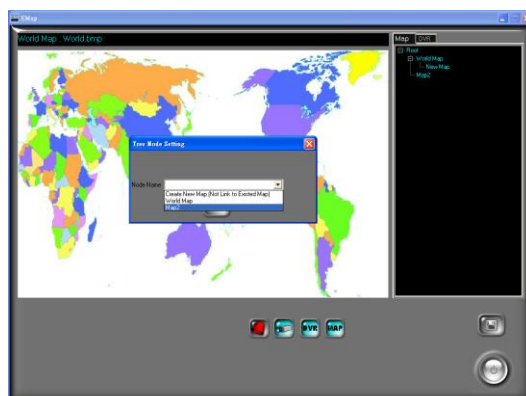 EMap
World Map : World.bmp
Map DVR
Root
World Map
New Map
Map2
Tree Node Setting
Node Name
Create New Map (Not Link to Existed Map)
World Map
Map2
DVR MAP